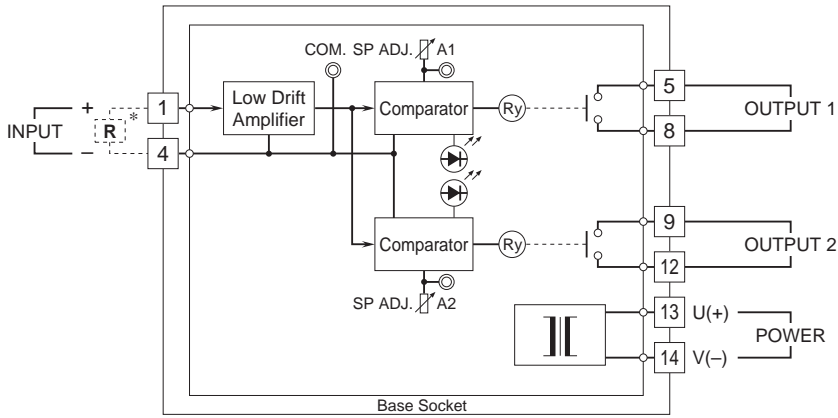 COM. SP ADJ. A1
INPUT
+
R *
–
1
4
Low Drift
Amplifier
Comparator
Ry
5
8
OUTPUT 1
Comparator
Ry
9
12
OUTPUT 2
SP ADJ. A2
13 U(+)
14 V(–)
POWER
Base Socket